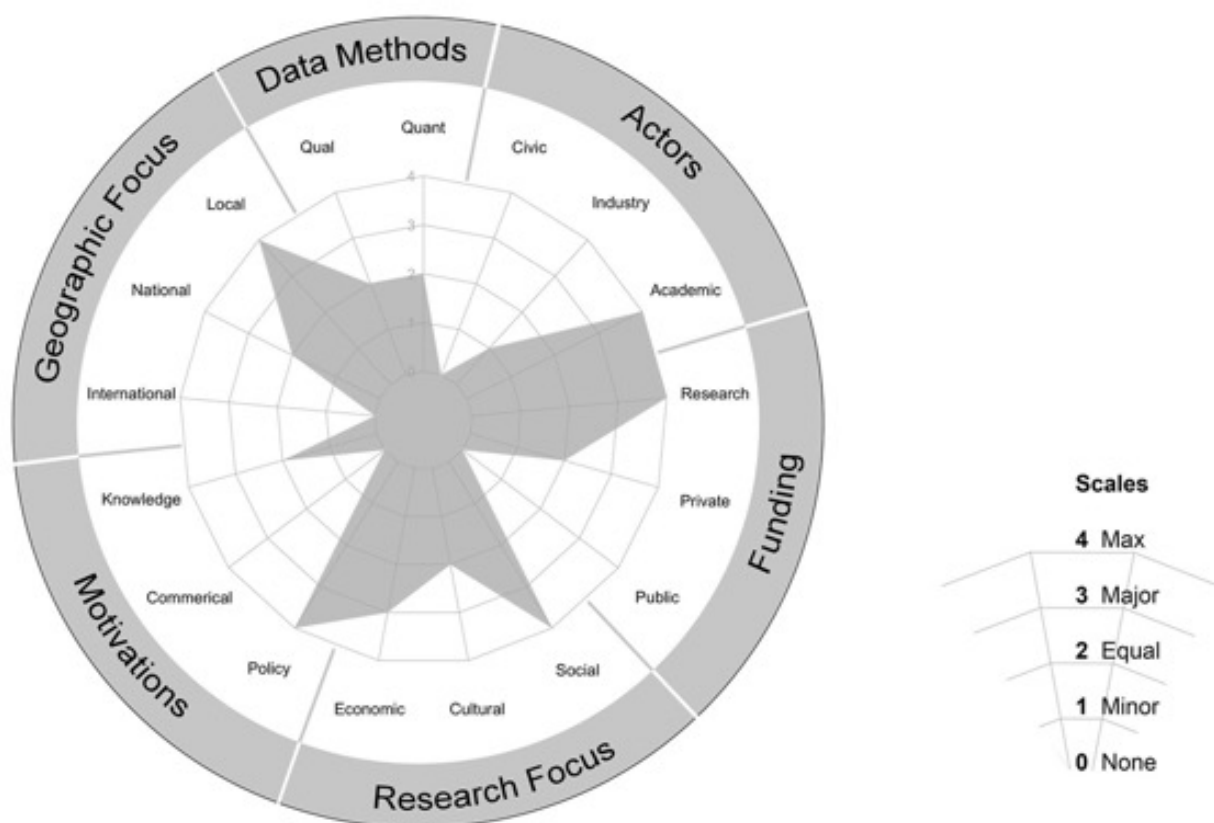 Data Methods
Actors
Funding
Research Focus
Motivations
Geographic Focus
Quant
Civic
Industry
Academic
Research
Private
Public
Social
Cultural
Economic
Policy
Commerical
Knowledge
International
National
Local
Qual
4
3
2
1
0
Scales
4 Max
3 Major
2 Equal
1 Minor
0 None